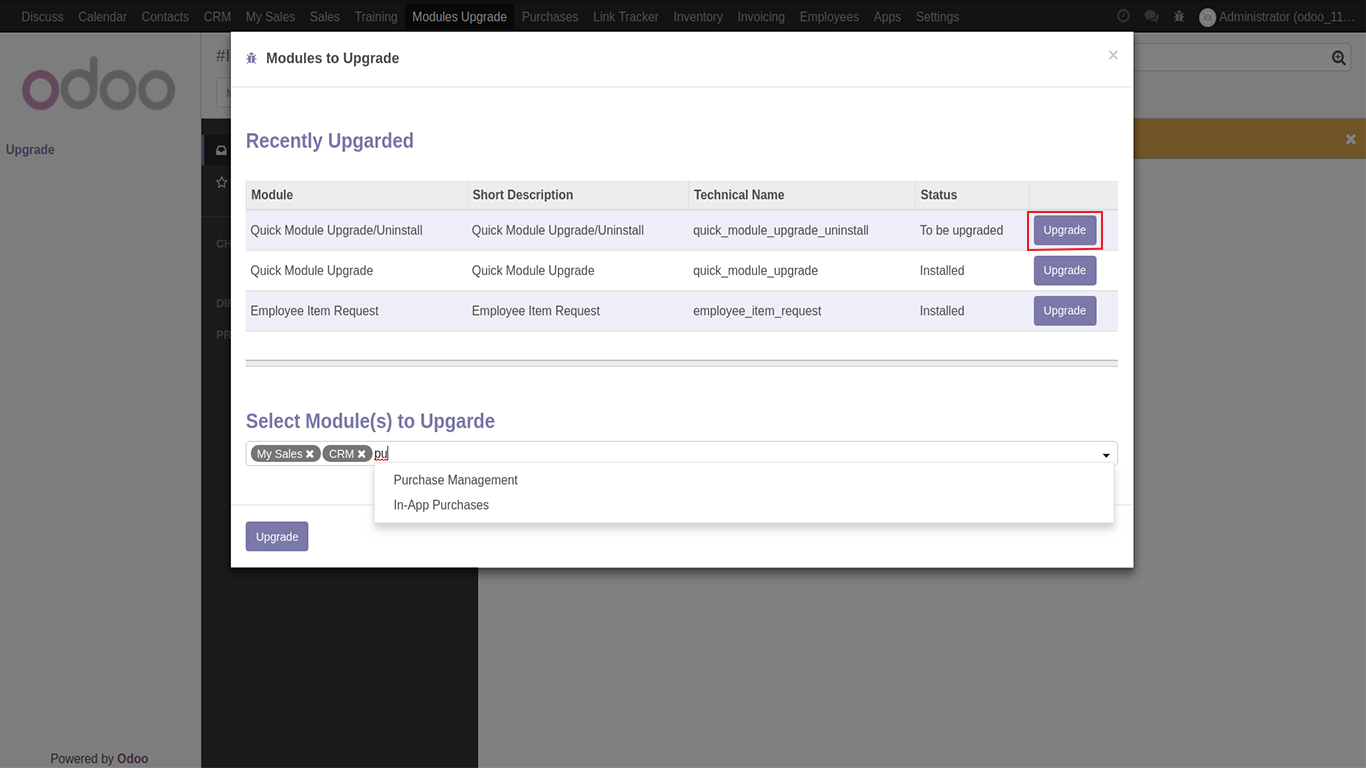 Discuss Calendar Contacts CRM My Sales Sales Training Modules Upgrade Purchases Link Tracker Inventory Invoicing Employees Apps Settings Administrator (odoo_11...
odoo
Upgrade
#I
M
CH
DI
PR
Modules to Upgrade ×
Recently Upgarded
Module Short Description Technical Name Status
Quick Module Upgrade/Uninstall Quick Module Upgrade/Uninstall quick_module_upgrade_uninstall To be upgraded Upgrade
Quick Module Upgrade Quick Module Upgrade quick_module_upgrade Installed Upgrade
Employee Item Request Employee Item Request employee_item_request Installed Upgrade
Select Module(s) to Upgarde
My Sales × CRM × pu
Purchase Management
In-App Purchases
Upgrade
Powered by Odoo